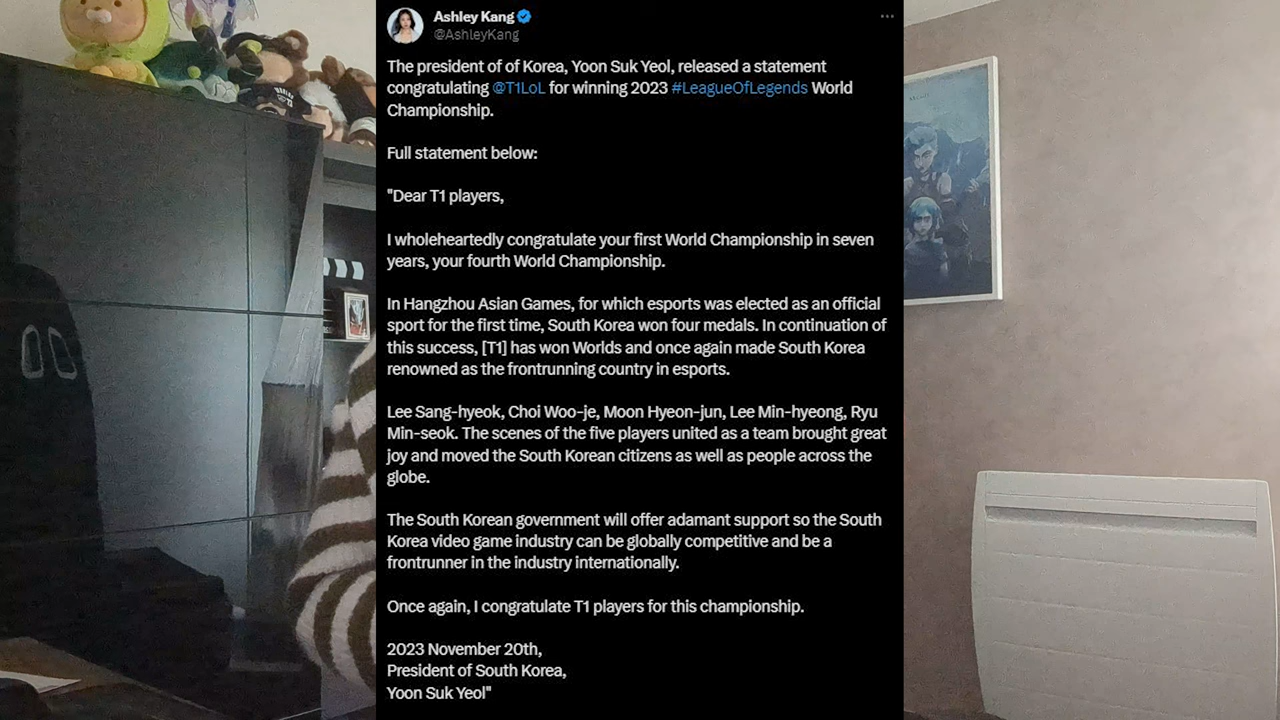 Ashley Kang
@AshleyKang
The president of of Korea, Yoon Suk Yeol, released a statement
congratulating @T1LoL for winning 2023 #LeagueOfLegends World
Championship.
Full statement below:
"Dear T1 players,
I wholeheartedly congratulate your first World Championship in seven
years, your fourth World Championship.
In Hangzhou Asian Games, for which esports was elected as an official
sport for the first time, South Korea won four medals. In continuation of
this success, [T1] has won Worlds and once again made South Korea
renowned as the frontrunning country in esports.
Lee Sang-hyeok, Choi Woo-je, Moon Hyeon-jun, Lee Min-hyeong, Ryu
Min-seok. The scenes of the five players united as a team brought great
joy and moved the South Korean citizens as well as people across the
globe.
The South Korean government will offer adamant support so the South
Korea video game industry can be globally competitive and be a
frontrunner in the industry internationally.
Once again, I congratulate T1 players for this championship.
2023 November 20th,
President of South Korea,
Yoon Suk Yeol"